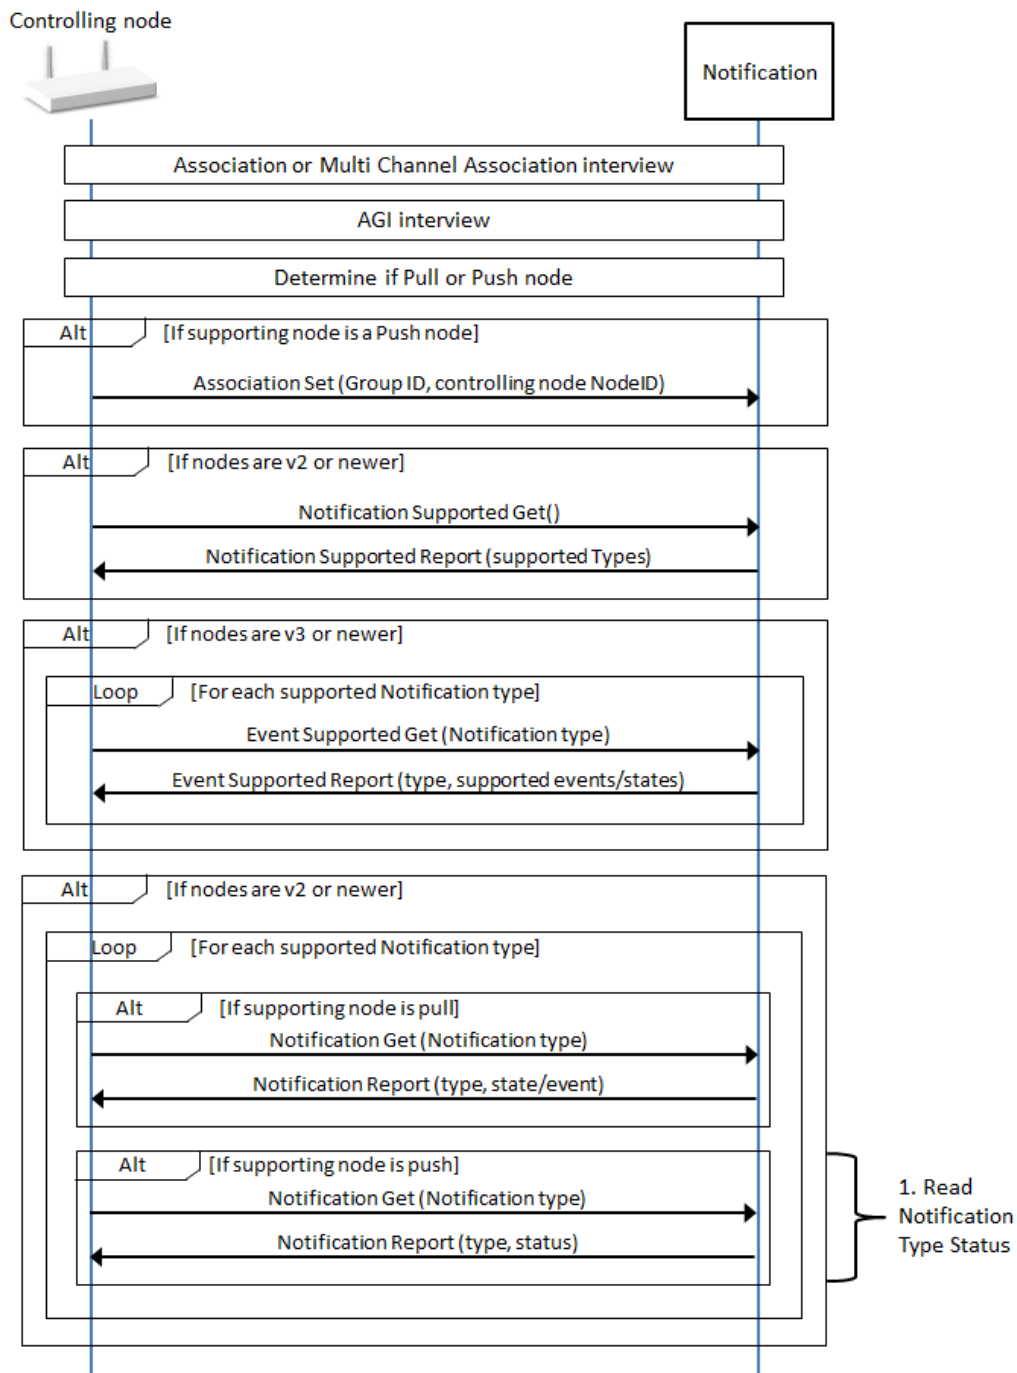 Controlling node
Notification
Association or Multi Channel Association interview
AGI interview
Determine if Pull or Push node
Alt [If supporting node is a Push node]
Association Set (Group ID, controlling node NodeID)
Alt [If nodes are v2 or newer]
Notification Supported Get()
Notification Supported Report (supported Types)
Alt [If nodes are v3 or newer]
Loop [For each supported Notification type]
Event Supported Get (Notification type)
Event Supported Report (type, supported events/states)
Alt [If nodes are v2 or newer]
Loop [For each supported Notification type]
Alt [If supporting node is pull]
Notification Get (Notification type)
Notification Report (type, state/event)
Alt [If supporting node is push]
Notification Get (Notification type)
Notification Report (type, status)
1. Read
Notification
Type Status